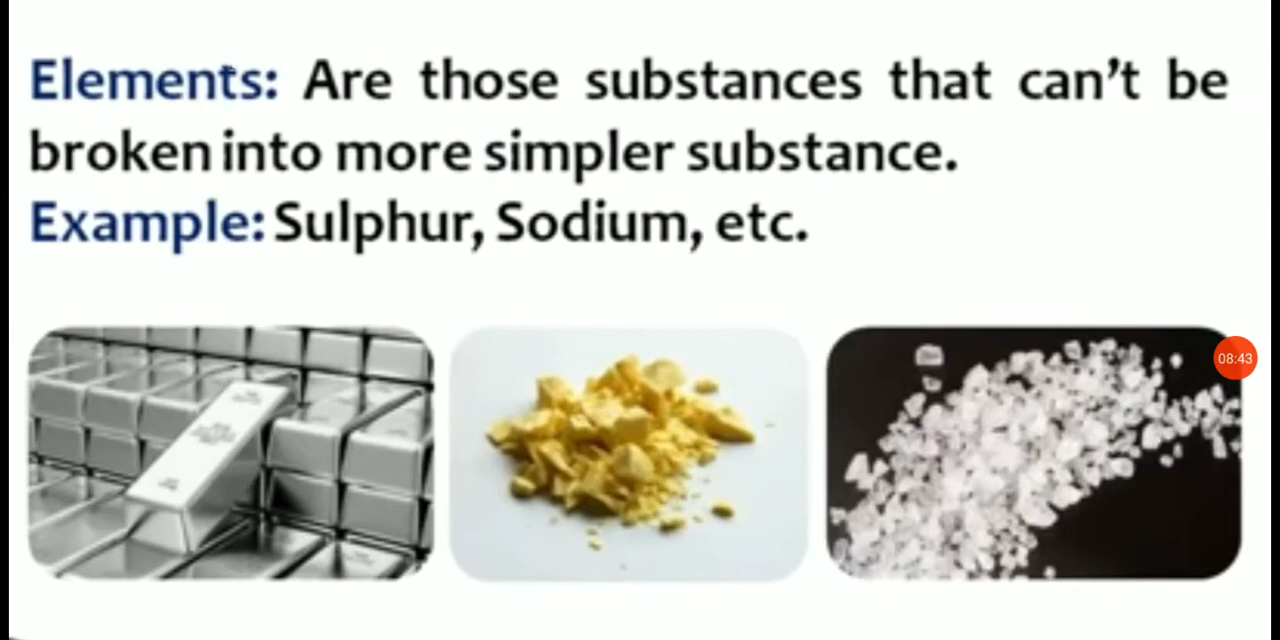 Elements: Are those substances that can't be
broken into more simpler substance.
Example: Sulphur, Sodium, etc.
08:43